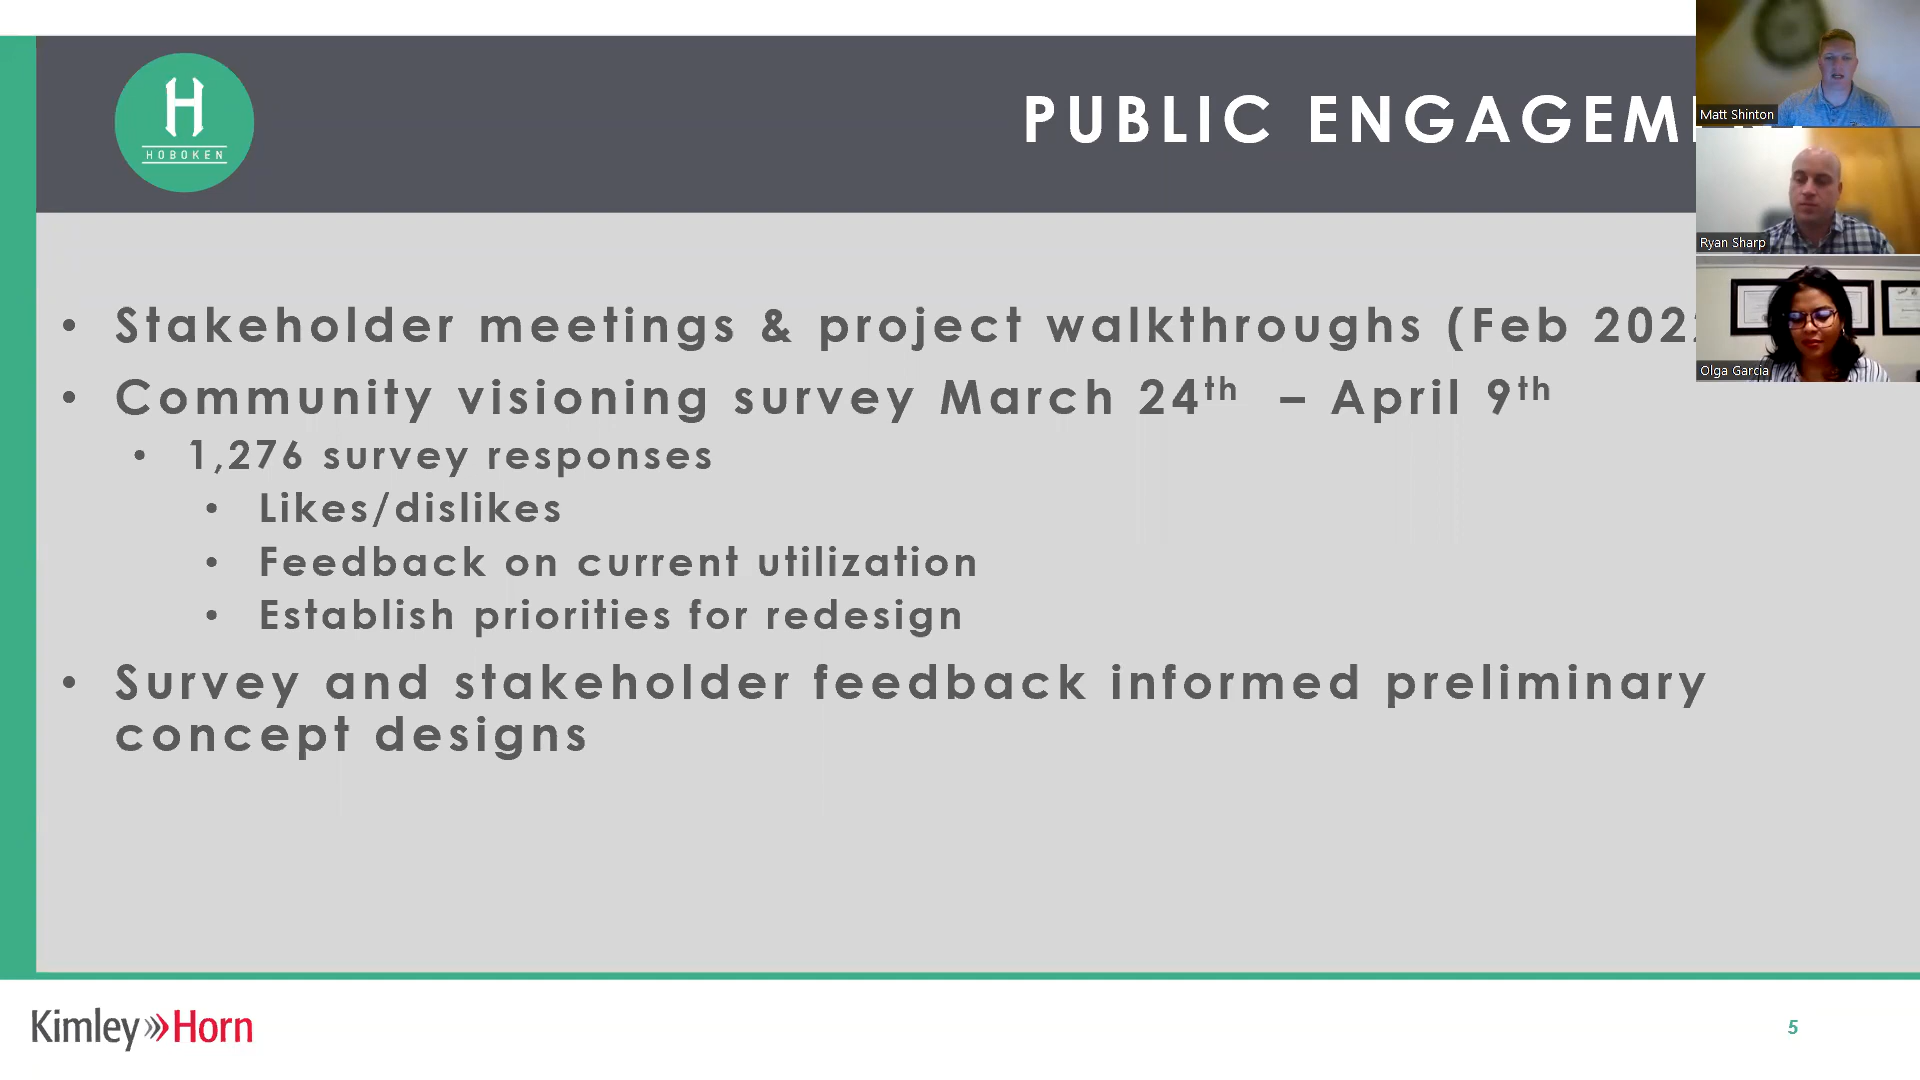 H
HOBOKEN
PUBLIC ENGAGEM
• Stakeholder meetings & project walkthroughs (Feb 202
• Community visioning survey March 24th – April 9th
• 1,276 survey responses
• Likes/dislikes
• Feedback on current utilization
• Establish priorities for redesign
• Survey and stakeholder feedback informed preliminary
concept designs
Kimley»Horn
5
Matt Shinton
Ryan Sharp
Olga Garcia